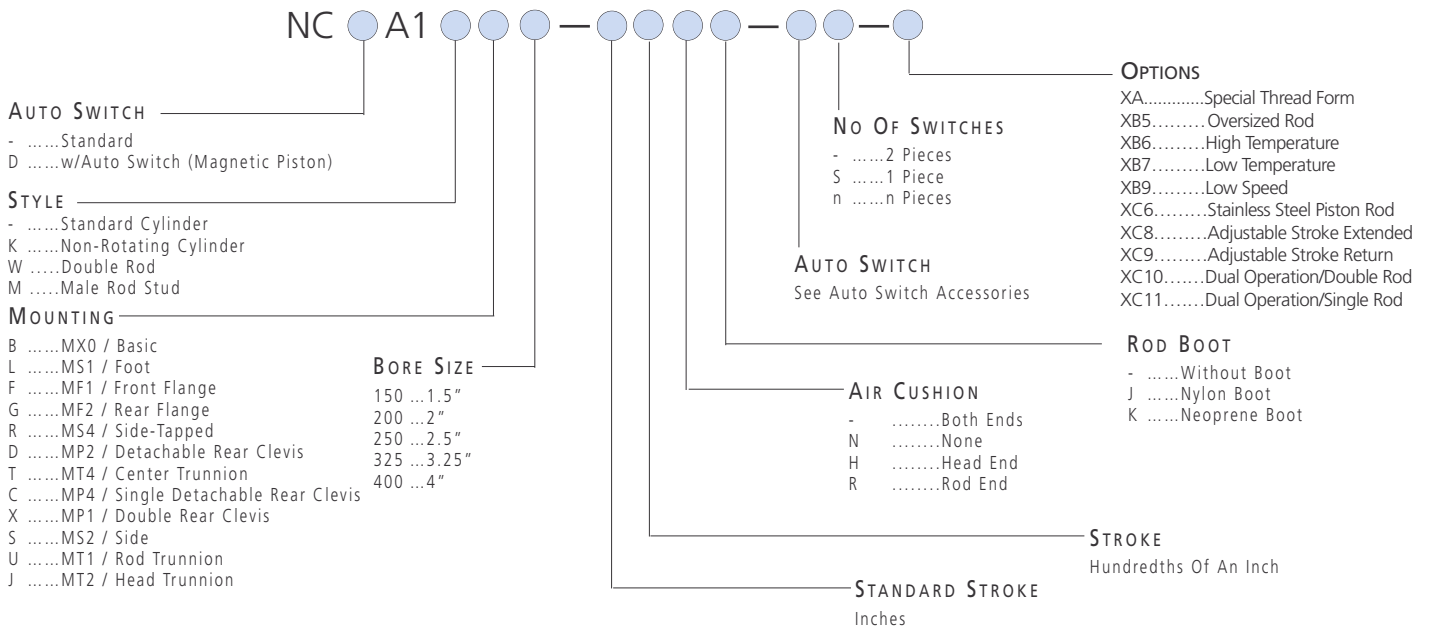 NC A1 — — —
AUTO SWITCH
- ……Standard
D ……w/Auto Switch (Magnetic Piston)
STYLE
- ……Standard Cylinder
K ……Non-Rotating Cylinder
W …..Double Rod
M …..Male Rod Stud
MOUNTING
B ……MX0 / Basic
L ……MS1 / Foot
F ……MF1 / Front Flange
G ……MF2 / Rear Flange
R ……MS4 / Side-Tapped
D ……MP2 / Detachable Rear Clevis
T ……MT4 / Center Trunnion
C ……MP4 / Single Detachable Rear Clevis
X ……MP1 / Double Rear Clevis
S ……MS2 / Side
U ……MT1 / Rod Trunnion
J ……MT2 / Head Trunnion
BORE SIZE
150 …1.5”
200 …2”
250 …2.5”
325 …3.25”
400 …4”
STANDARD STROKE
Inches
STROKE
Hundredths Of An Inch
AIR CUSHION
- ……..Both Ends
N ……..None
H ……..Head End
R ……..Rod End
ROD BOOT
- ……Without Boot
J ……Nylon Boot
K ……Neoprene Boot
AUTO SWITCH
See Auto Switch Accessories
NO OF SWITCHES
- ……2 Pieces
S ……1 Piece
n ……n Pieces
OPTIONS
XA............Special Thread Form
XB5.……..Oversized Rod
XB6.……..High Temperature
XB7.……..Low Temperature
XB9.……..Low Speed
XC6.……..Stainless Steel Piston Rod
XC8.……..Adjustable Stroke Extended
XC9.……..Adjustable Stroke Return
XC10.……Dual Operation/Double Rod
XC11.……Dual Operation/Single Rod